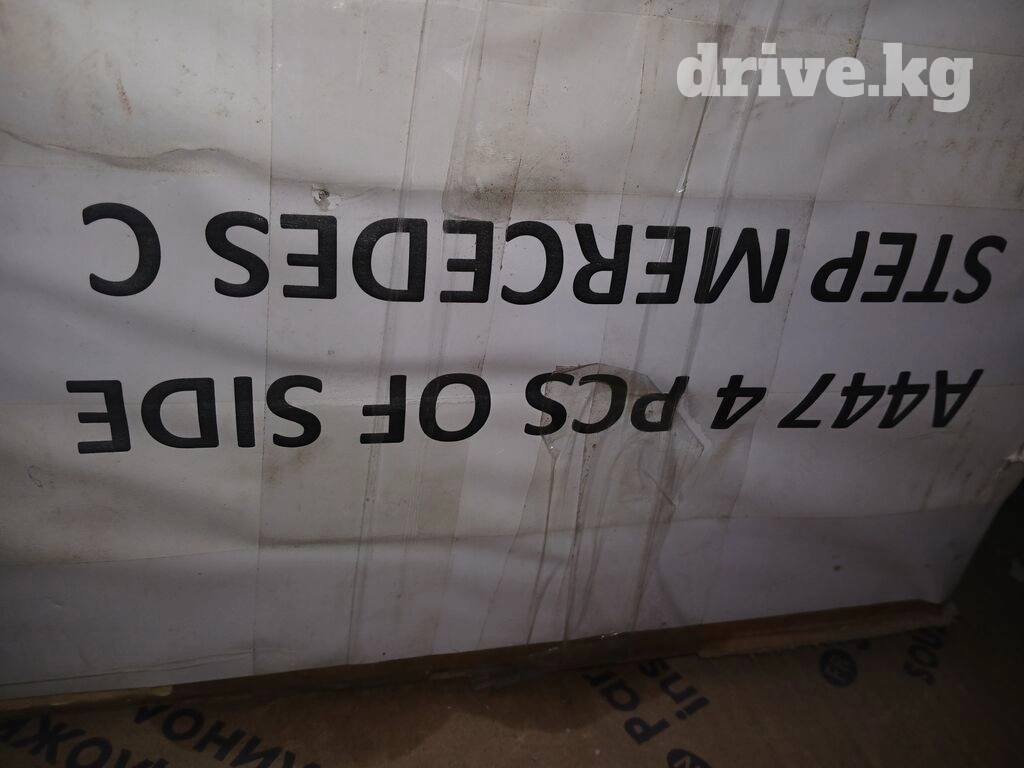 drive.kg
A447 4 PCS OF SIDE
STEP MERCEDES C